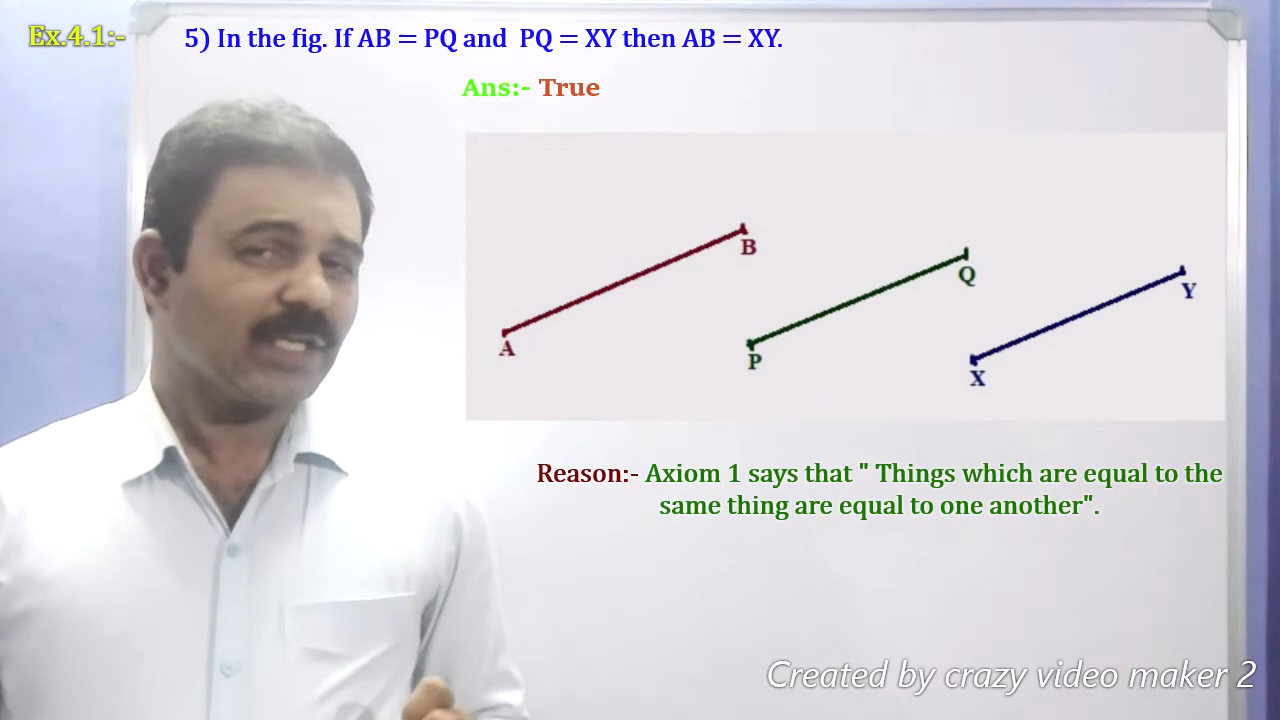 Ex.4.1:-
5) In the fig. If AB = PQ and PQ = XY then AB = XY.
Ans:- True
B
Q
Y
A
P
X
Reason:- Axiom 1 says that " Things which are equal to the
same thing are equal to one another".
Created by crazy video maker 2